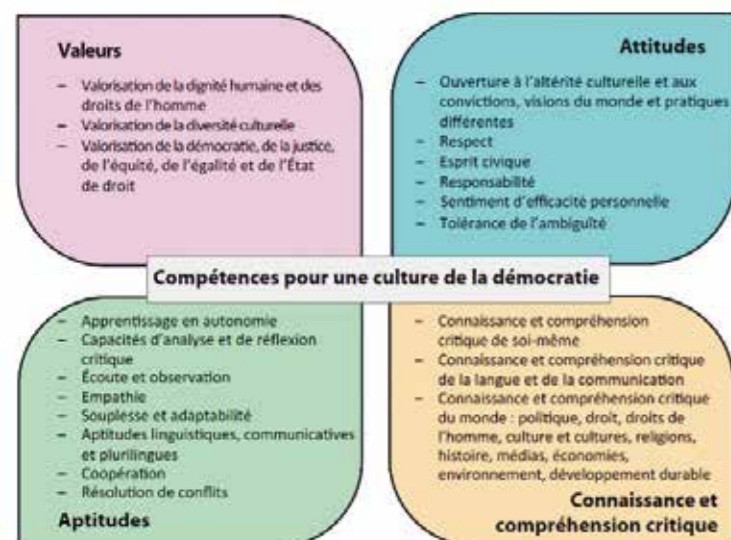 Valeurs
– Valorisation de la dignité humaine et des
droits de l'homme
– Valorisation de la diversité culturelle
– Valorisation de la démocratie, de la justice,
de l'équité, de l'égalité et de l'État
de droit
Attitudes
– Ouverture à l'altérité culturelle et aux
convictions, visions du monde et pratiques
différentes
– Respect
– Esprit civique
– Responsabilité
– Sentiment d'efficacité personnelle
– Tolérance de l'ambiguïté
Compétences pour une culture de la démocratie
– Apprentissage en autonomie
– Capacités d'analyse et de réflexion
critique
– Écoute et observation
– Empathie
– Souplesse et adaptabilité
– Aptitudes linguistiques, communicatives
et plurilingues
– Coopération
– Résolution de conflits
Aptitudes
– Connaissance et compréhension
critique de soi-même
– Connaissance et compréhension critique
de la langue et de la communication
– Connaissance et compréhension critique
du monde : politique, droit, droits de
l'homme, culture et cultures, religions,
histoire, médias, économies,
environnement, développement durable
Connaissance et
compréhension critique